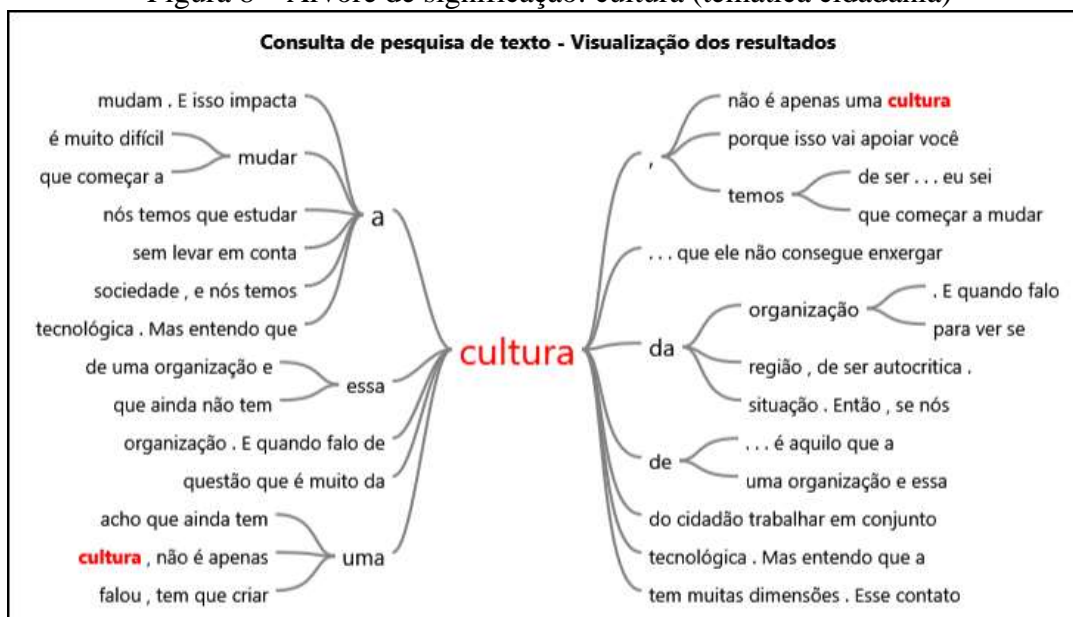 Figura 8 – Árvore de significação: cultura (temática cidadania)
Consulta de pesquisa de texto - Visualização dos resultados
mudam . E isso impacta
é muito difícil
que começar a
mudar
nós temos que estudar
sem levar em conta
sociedade , e nós temos
tecnológica . Mas entendo que
a
de uma organização e
que ainda não tem
essa
organização . E quando falo de
questão que é muito da
acho que ainda tem
cultura , não é apenas
falou , tem que criar
uma
cultura
,
não é apenas uma cultura
porque isso vai apoiar você
temos
de ser . . . eu sei
que começar a mudar
. . . que ele não consegue enxergar
da
organização
. E quando falo
para ver se
região , de ser autocritica .
situação . Então , se nós
de
. . . é aquilo que a
uma organização e essa
do cidadão trabalhar em conjunto
tecnológica . Mas entendo que a
tem muitas dimensões . Esse contato